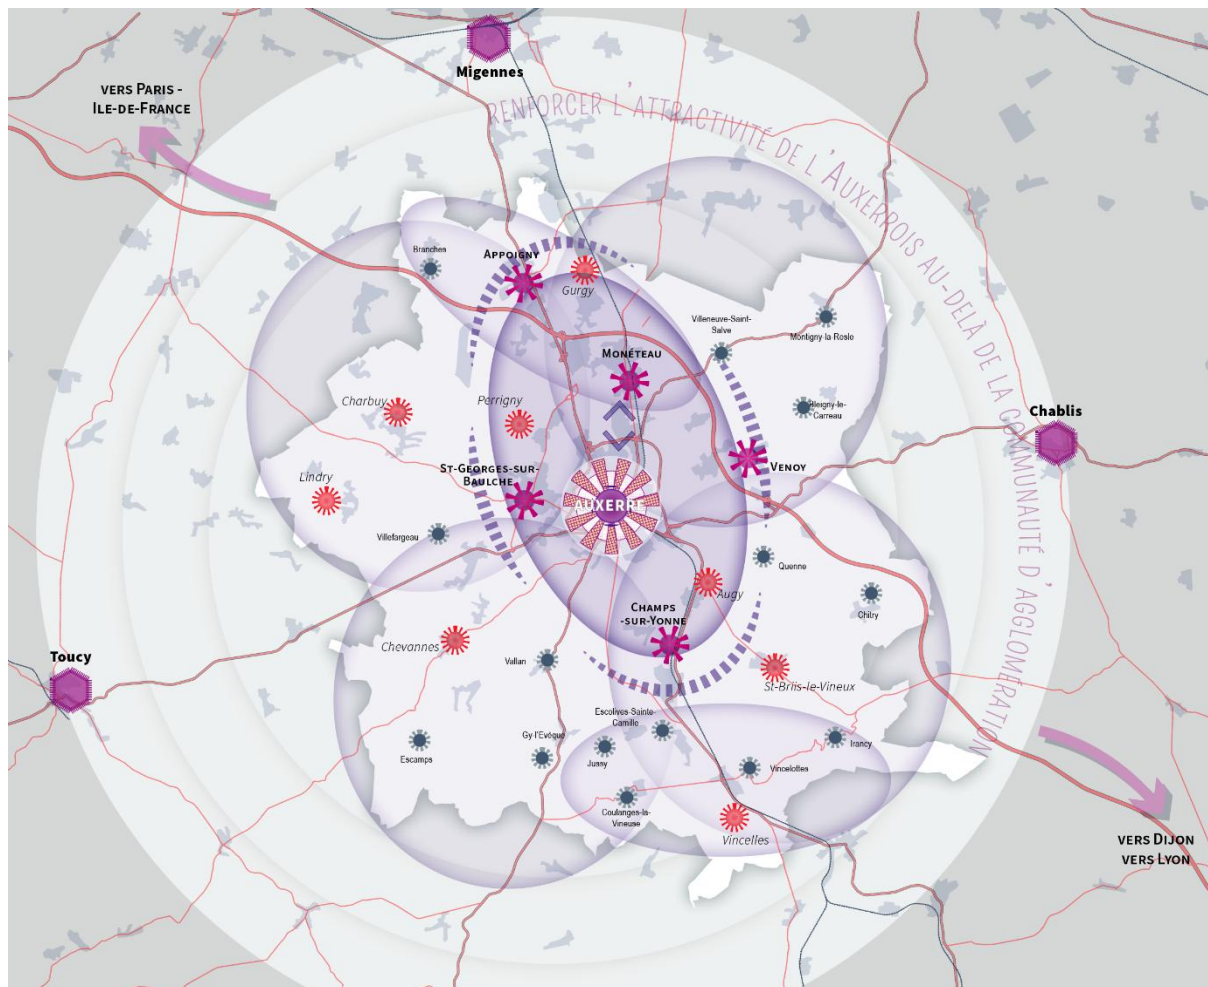 Migennes
VERS PARIS -
ILE-DE-FRANCE
RENFORCER L'ATTRACTIVITÉ DE L'AUXERROIS AU-DELÀ DE LA COMMUNAUTÉ D'AGGLOMÉRATION
Branches
APPOIGNY
Gurgy
Villeneuve-Saint-
Salve
Montigny-la-Resle
MONÉTEAU
Charbuy
Perrigny
Bleigny-le-
Carreau
Chablis
ST-GEORGES-SUR-
BAULCHE
VENOY
Lindry
AUXERRE
Villefargeau
Quenne
Augy
Chitry
CHAMPS
-SUR-YONNE
Chevannes
Vallan
Toucy
St-Bris-le-Vineux
Escolives-Sainte-
Camille
Gy l'Evêque
Irancy
Escamps
Jussy
Vincelottes
Coulanges-la-
Vineuse
Vincelles
VERS DIJON
VERS LYON